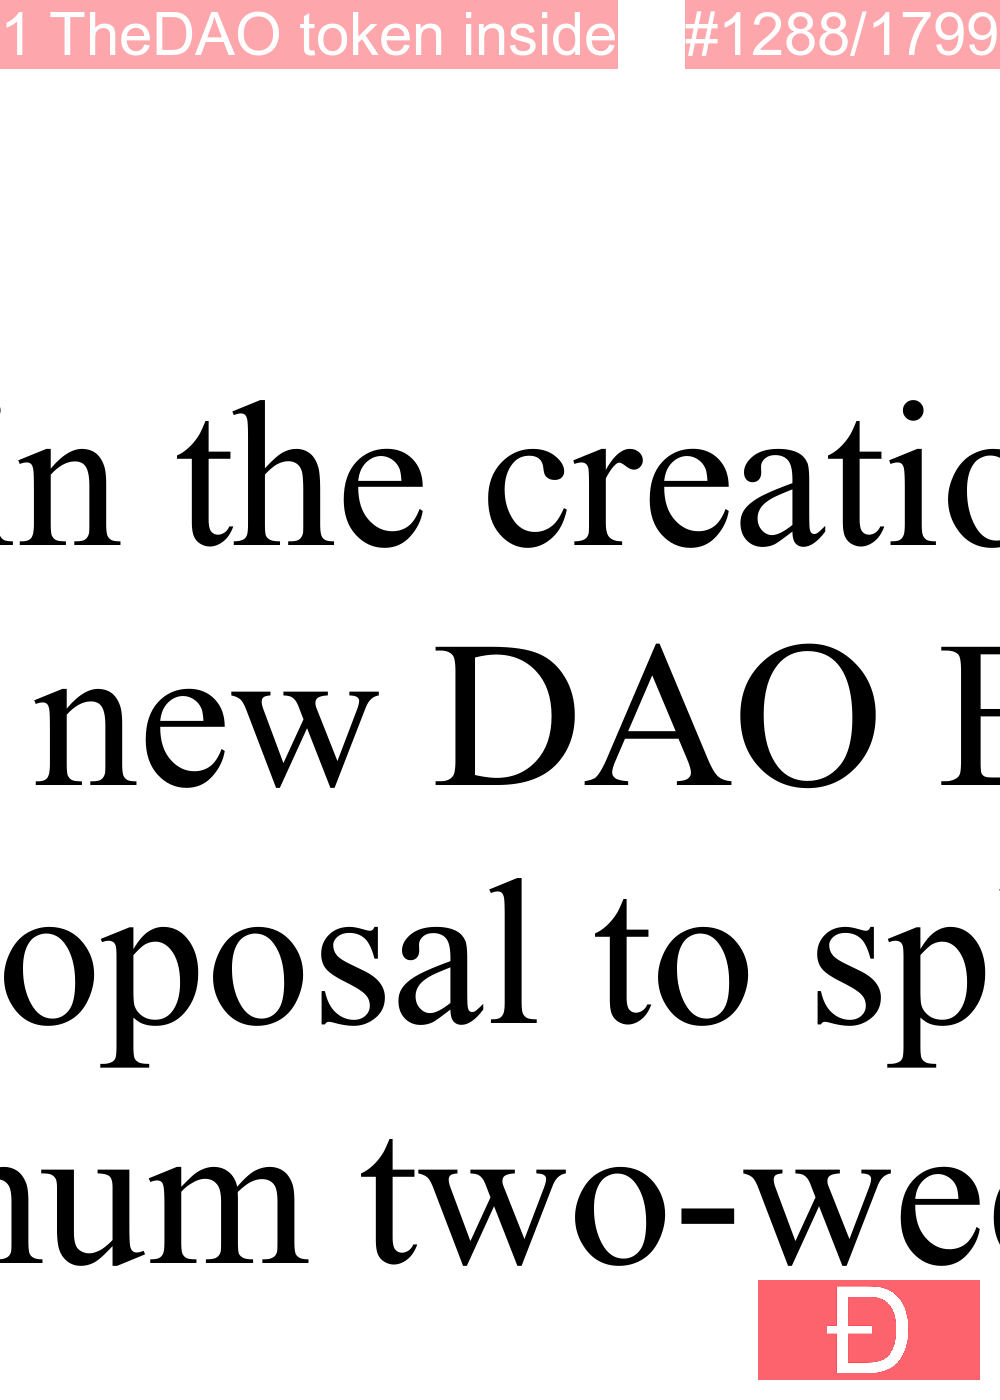 1 TheDAO token inside #1288/1799
in the creatio
new DAO E
oposal to sp
num two-wee
Đ